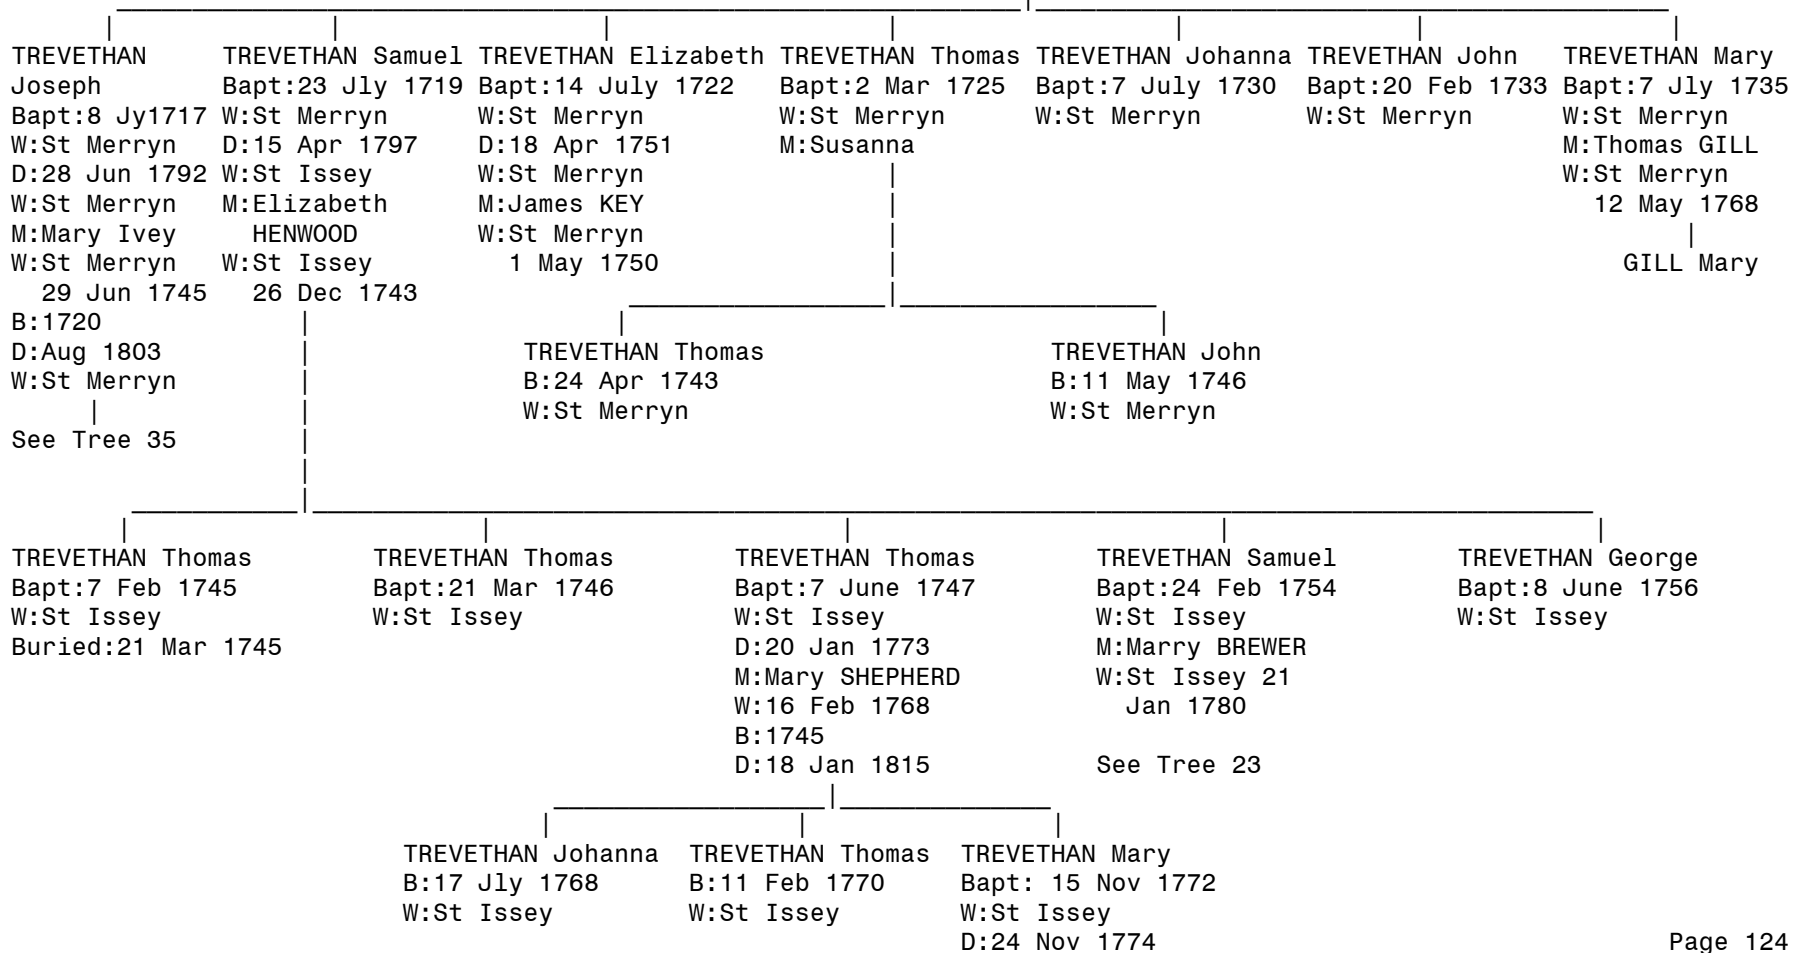 TREVETHAN TREVETHAN Samuel TREVETHAN Elizabeth TREVETHAN Thomas TREVETHAN Johanna TREVETHAN John TREVETHAN Mary
Joseph Bapt:23 Jly 1719 Bapt:14 July 1722 Bapt:2 Mar 1725 Bapt:7 July 1730 Bapt:20 Feb 1733 Bapt:7 Jly 1735
Bapt:8 Jy1717 W:St Merryn W:St Merryn W:St Merryn W:St Merryn W:St Merryn W:St Merryn
W:St Merryn D:15 Apr 1797 D:18 Apr 1751 M:Susanna M:Thomas GILL
D:28 Jun 1792 W:St Issey W:St Merryn W:St Merryn
W:St Merryn M:Elizabeth M:James KEY 12 May 1768
M:Mary Ivey HENWOOD W:St Merryn
W:St Merryn W:St Issey 1 May 1750 GILL Mary
29 Jun 1745 26 Dec 1743
B:1720
D:Aug 1803 TREVETHAN Thomas TREVETHAN John
W:St Merryn B:24 Apr 1743 B:11 May 1746
W:St Merryn W:St Merryn
See Tree 35
TREVETHAN Thomas TREVETHAN Thomas TREVETHAN Thomas TREVETHAN Samuel TREVETHAN George
Bapt:7 Feb 1745 Bapt:21 Mar 1746 Bapt:7 June 1747 Bapt:24 Feb 1754 Bapt:8 June 1756
W:St Issey W:St Issey W:St Issey W:St Issey W:St Issey
Buried:21 Mar 1745 D:20 Jan 1773 M:Marry BREWER
M:Mary SHEPHERD W:St Issey 21
W:16 Feb 1768 Jan 1780
B:1745
D:18 Jan 1815 See Tree 23
TREVETHAN Johanna TREVETHAN Thomas TREVETHAN Mary
B:17 Jly 1768 B:11 Feb 1770 Bapt: 15 Nov 1772
W:St Issey W:St Issey W:St Issey
D:24 Nov 1774 Page 124